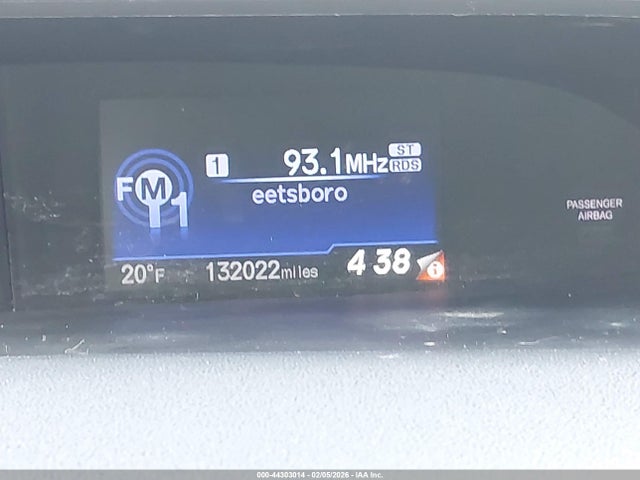 1 93.1MHz ST
RDS
FM1
eetsboro
20°F 132022miles 4 38
PASSENGER
AIRBAG
000-44303014 - 02/05/2026 - IAA Inc.